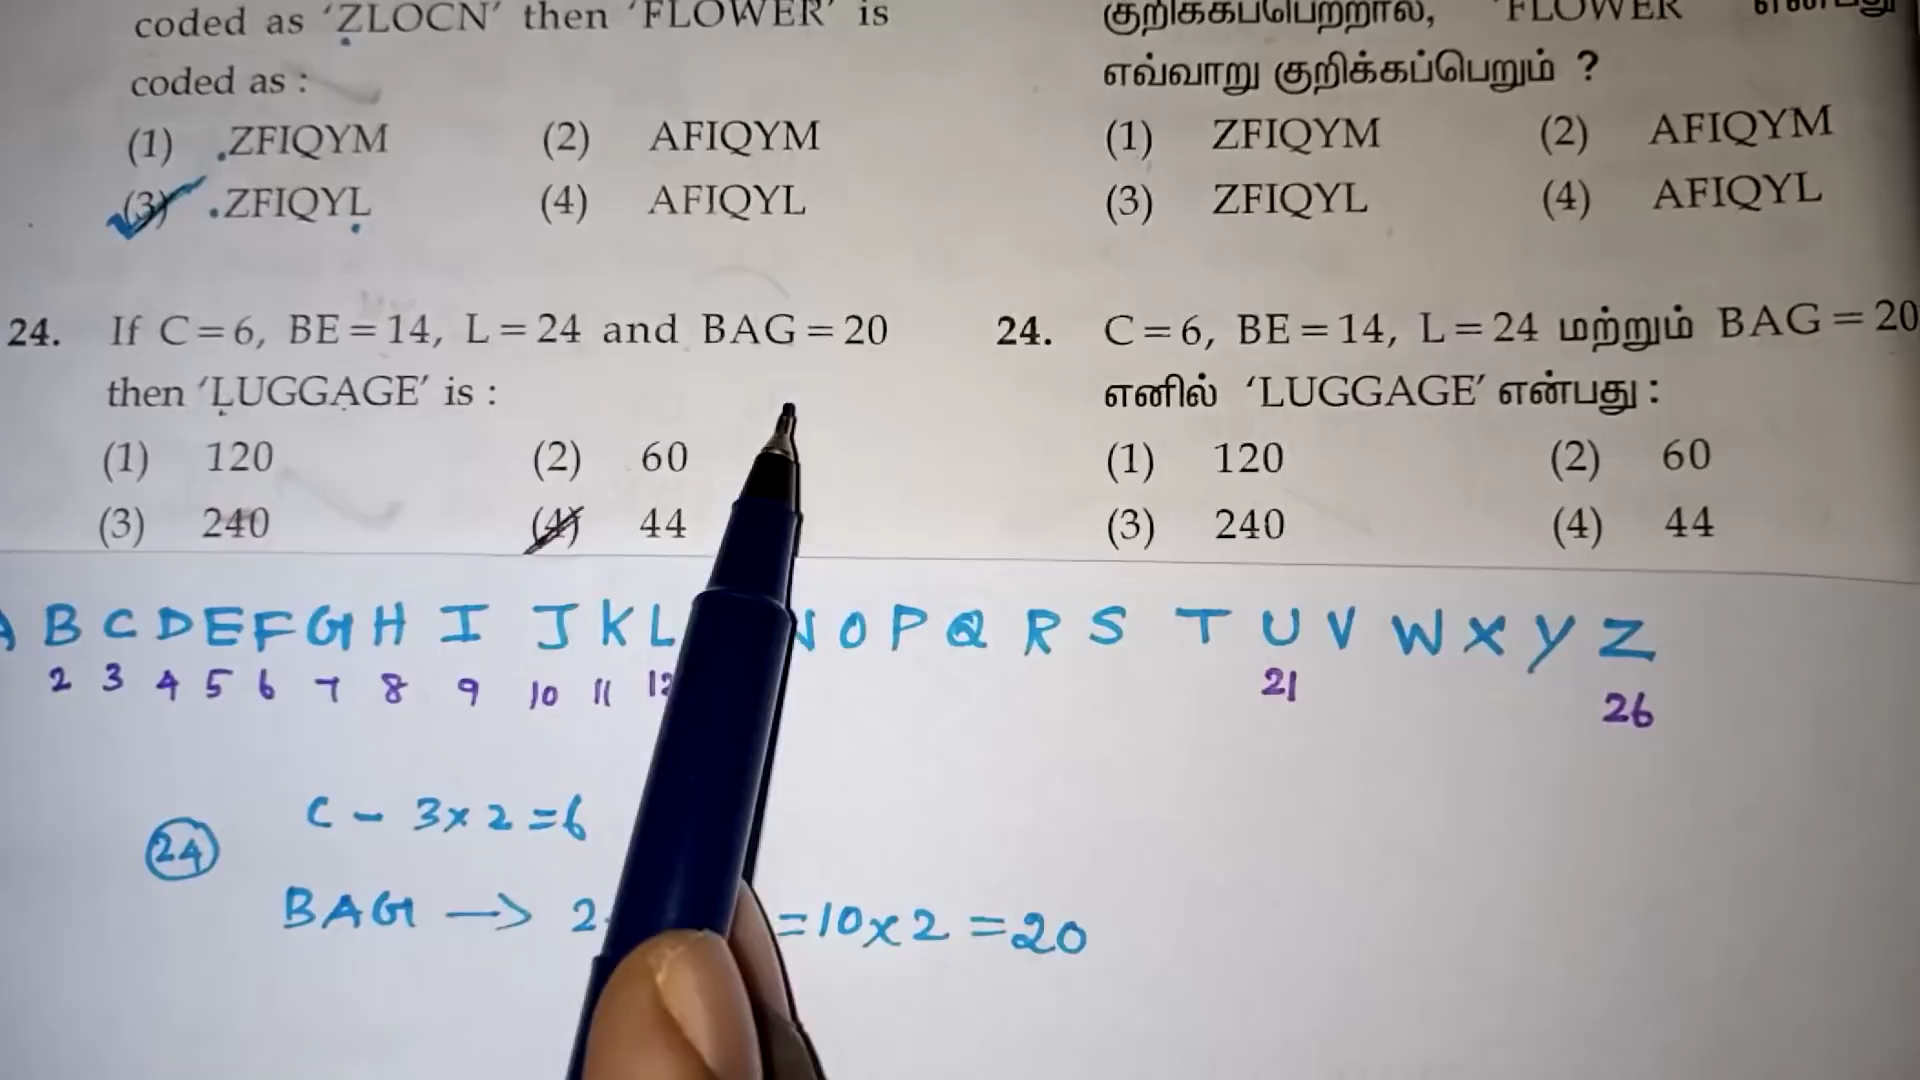 coded as 'ZLOCN' then 'FLOWER' is
coded as :
(1) ZFIQYM (2) AFIQYM
(3) ZFIQYL (4) AFIQYL
24. If C=6, BE=14, L=24 and BAG=20
then 'LUGGAGE' is :
(1) 120 (2) 60
(3) 240 (4) 44
குறிக்கப்பெற்றால், 'FLOWER'
எவ்வாறு குறிக்கப்பெறும் ?
(1) ZFIQYM (2) AFIQYM
(3) ZFIQYL (4) AFIQYL
24. C=6, BE=14, L=24 மற்றும் BAG=20
எனில் 'LUGGAGE' என்பது :
(1) 120 (2) 60
(3) 240 (4) 44
B C D E F G H I J K L O P Q R S T U V W X Y Z
2 3 4 5 6 7 8 9 10 11 12 21 26
24
C - 3x2=6
BAG → 2 =10x2=20